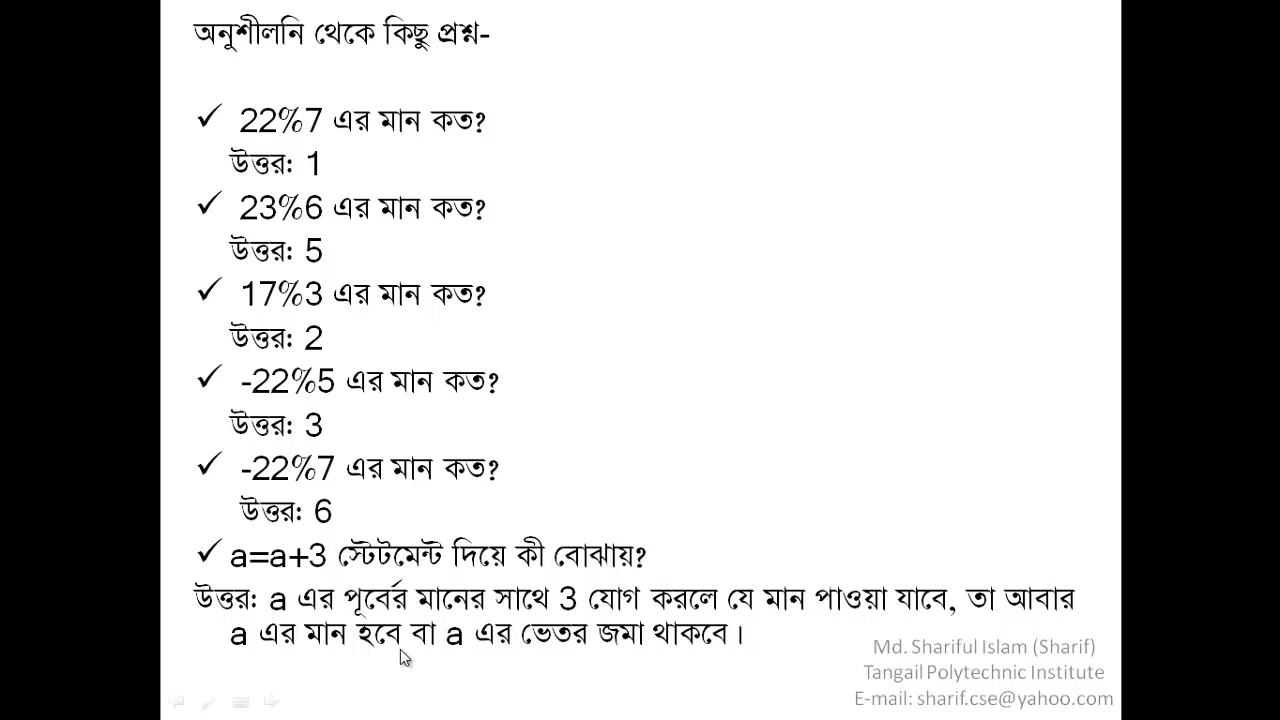 অনুশীলনি থেকে কিছু প্রশ্ন-
✓ 22%7 এর মান কত?
উত্তর: 1
✓ 23%6 এর মান কত?
উত্তর: 5
✓ 17%3 এর মান কত?
উত্তর: 2
✓ -22%5 এর মান কত?
উত্তর: 3
✓ -22%7 এর মান কত?
উত্তর: 6
✓ a=a+3 স্টেটমেন্ট দিয়ে কী বোঝায়?
উত্তর: a এর পূর্বের মানের সাথে 3 যোগ করলে যে মান পাওয়া যাবে, তা আবার
a এর মান হবে বা a এর ভেতর জমা থাকবে।
Md. Shariful Islam (Sharif)
Tangail Polytechnic Institute
E-mail: sharif.cse@yahoo.com